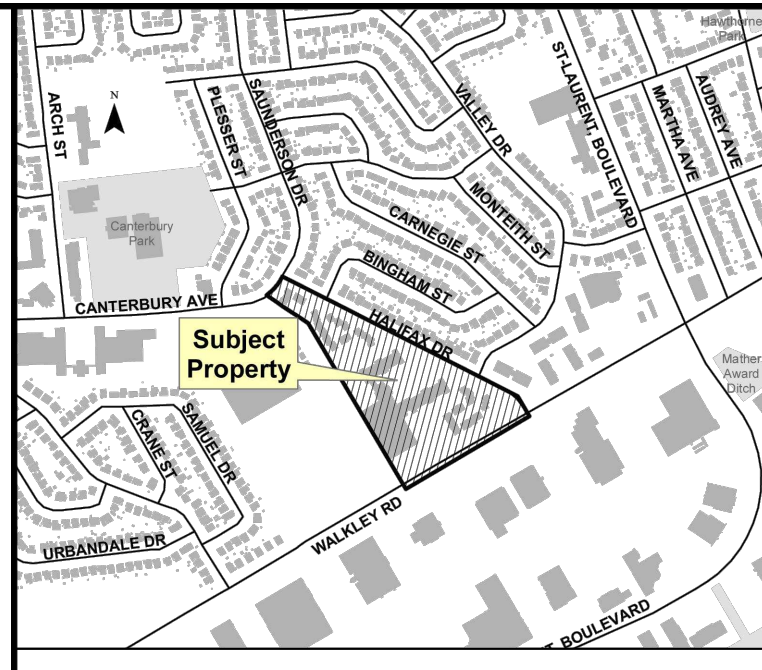 Hawthorne
Park
N
ARCH ST
PLESSER ST
SAUNDERSON DR
VALLEY DR
ST-LAURENT, BOULEVARD
MARTHA AVE
AUDREY AVE
Canterbury
Park
CARNEGIE ST
MONTEITH ST
BINGHAM ST
CANTERBURY AVE
HALIFAX DR
Subject
Property
Mather
Award
Ditch
CRANE ST
SAMUEL DR
WALKLEY RD
URBANDALE DR
T, BOULEVARD